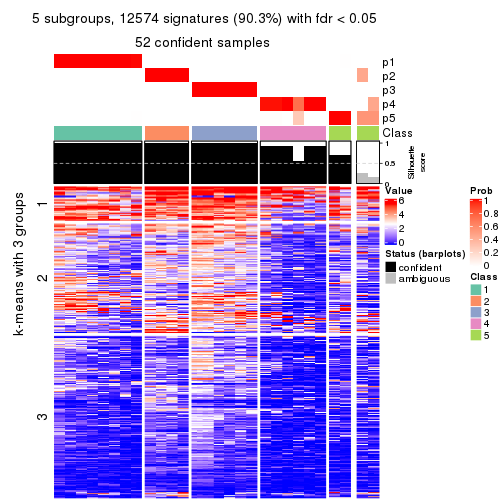 5 subgroups, 12574 signatures (90.3%) with fdr < 0.05
52 confident samples
p1
p2
p3
p4
p5
Class
1
0.5
0
Silhouette
score
k-means with 3 groups
1
2
3
Value
6
4
2
0
Status (barplots)
confident
ambiguous
Prob
1
0.8
0.6
0.4
0.2
0
Class
1
2
3
4
5